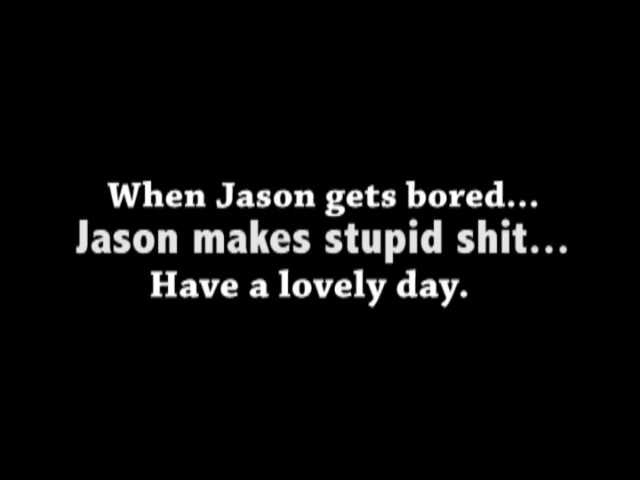 When Jason gets bored...
Jason makes stupid shit...
Have a lovely day.